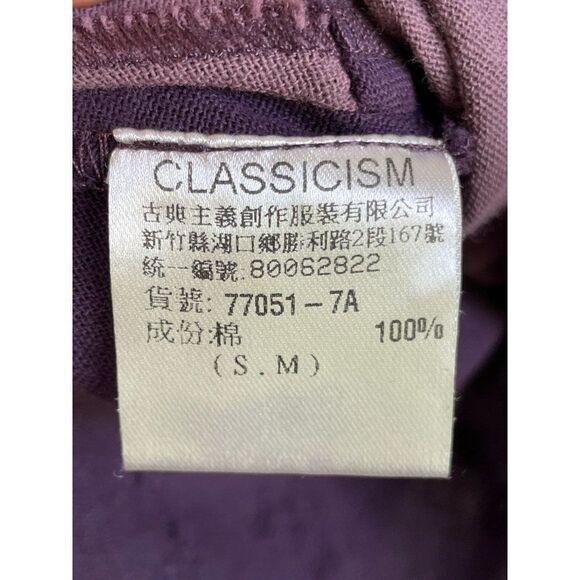 CLASSICISM
古典主義創作服裝有限公司
新竹縣湖口鄉勝利路2段167號
統一編號:80062822
貨號: 77051-7A
成份:棉 100%
(S.M)